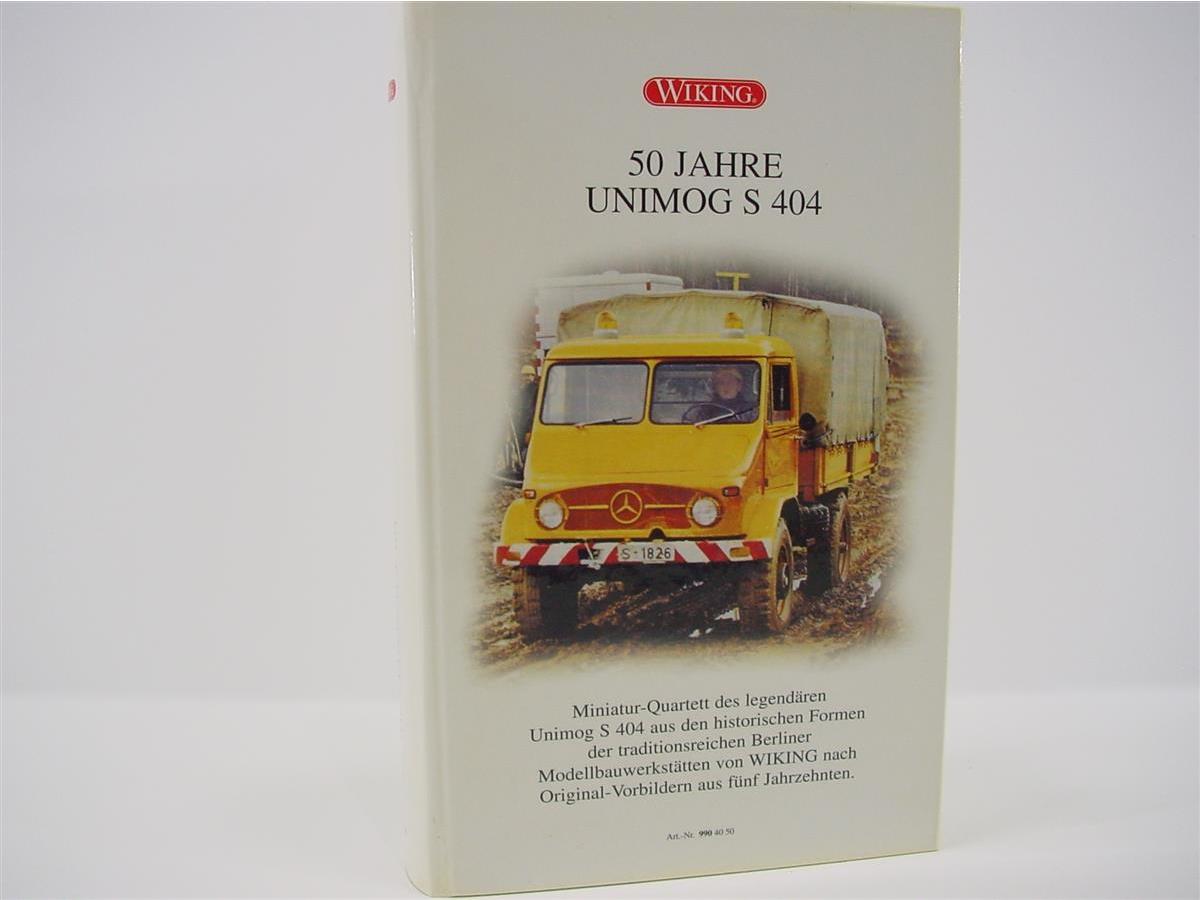 WIKING®
50 JAHRE
UNIMOG S 404
S-1826
Miniatur-Quartett des legendären
Unimog S 404 aus den historischen Formen
der traditionsreichen Berliner
Modellbauwerkstätten von WIKING nach
Original-Vorbildern aus fünf Jahrzehnten.
Art.-Nr. 990 40 50